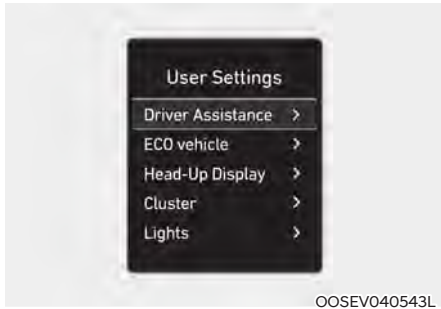 User Settings
Driver Assistance >
ECO vehicle >
Head-Up Display >
Cluster >
Lights >
OOSEV040543L